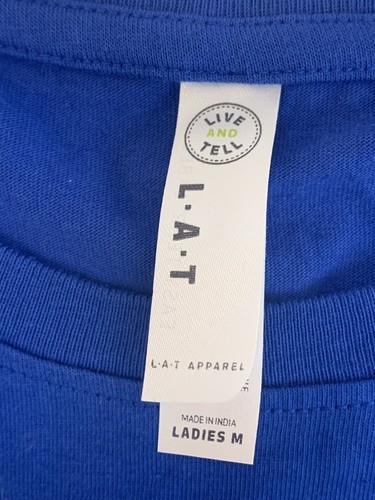 LIVE
AND
TELL
L·A·T
L·A·T APPAREL
MADE IN INDIA
LADIES M